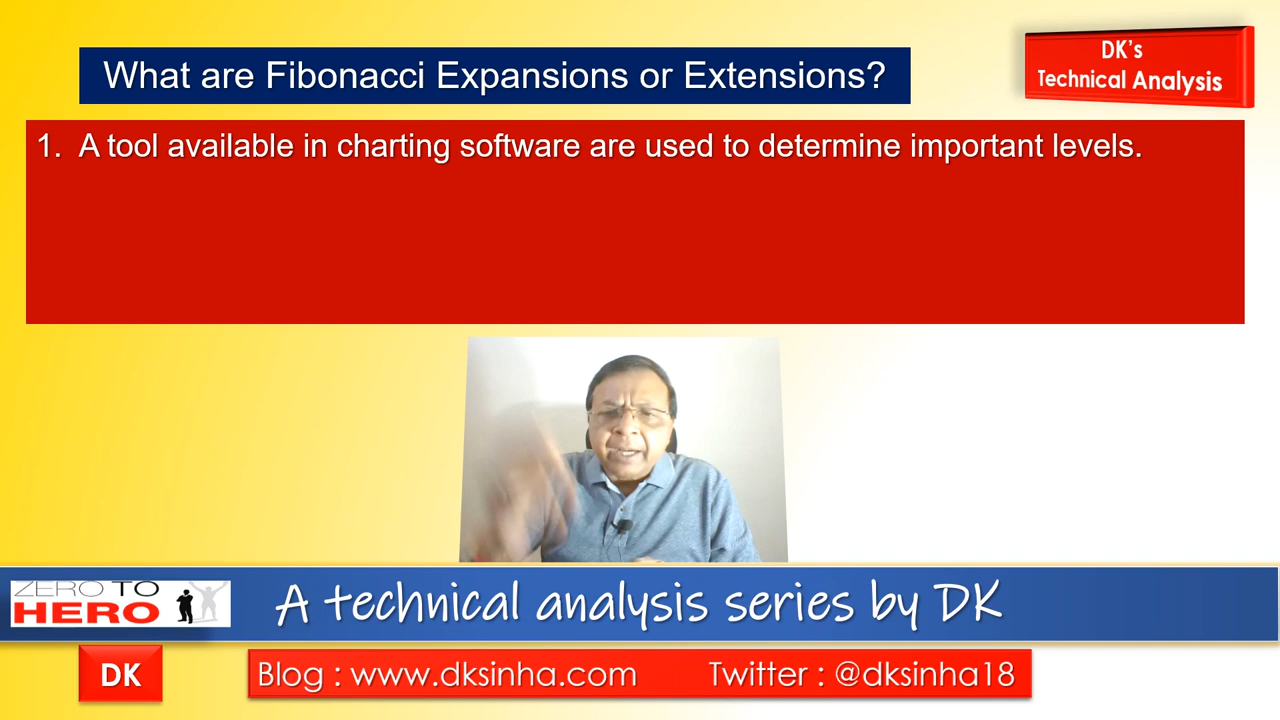 What are Fibonacci Expansions or Extensions?
DK's
Technical Analysis
1. A tool available in charting software are used to determine important levels.
ZERO TO
HERO
A technical analysis series by DK
DK
Blog : www.dksinha.com Twitter : @dksinha18